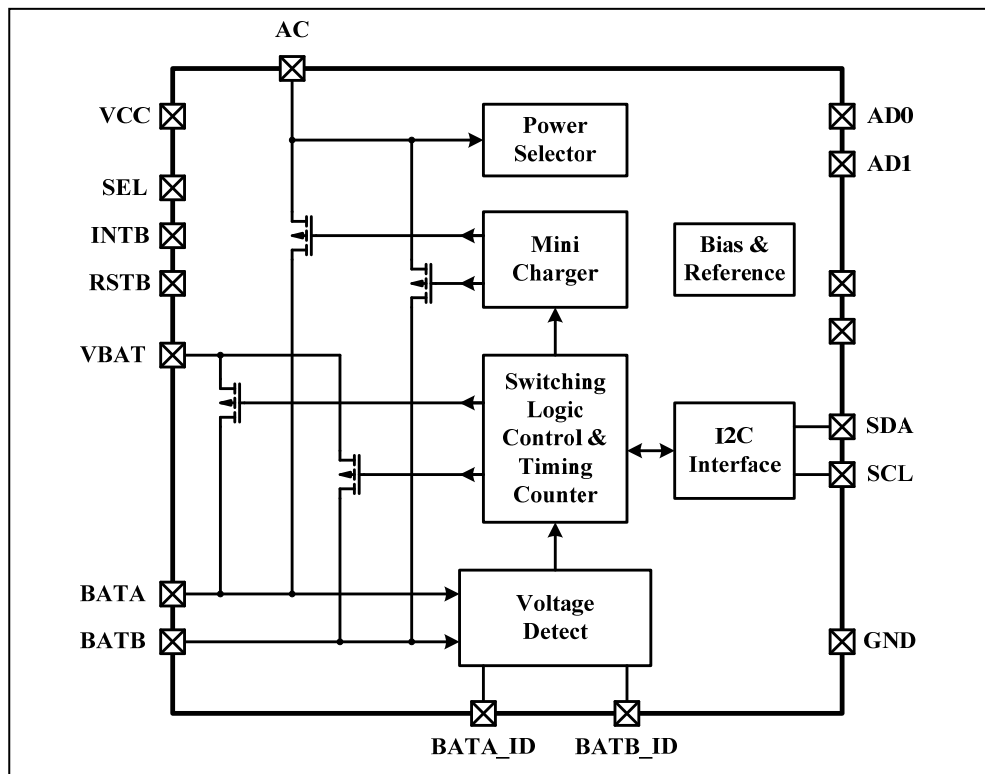 AC
VCC
SEL
INTB
RSTB
VBAT
BATA
BATB
Power
Selector
Mini
Charger
Switching
Logic
Control &
Timing
Counter
Voltage
Detect
Bias &
Reference
I2C
Interface
AD0
AD1
SDA
SCL
GND
BATA_ID
BATB_ID